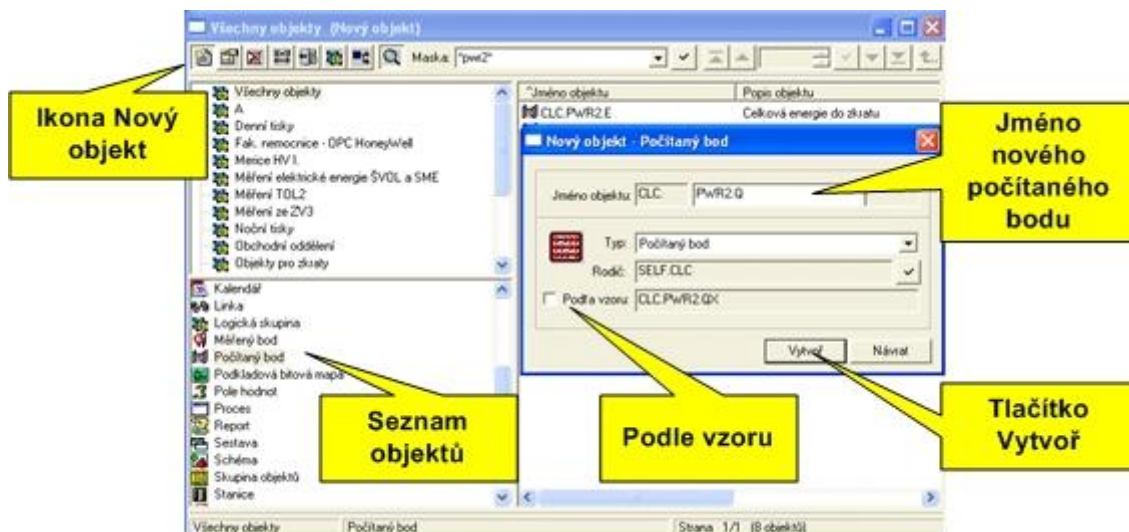 Všechny objekty (Nový objekt)
Maska: "pwr2"
Ikona Nový
objekt
Všechny objekty
A
Denní tisky
Fak. nemocnice - OPC HoneyWell
Merice HV I.
Měření elektrické energie ŠVOL a SME
Měření TOL2
Měření ze ZV3
Noční tisky
Obchodní oddělení
Objekty pro zkraty
^Jméno objektu
Popis objektu
CLC.PWR2.E
Celková energie do zkratu
Nový objekt - Počítaný bod
Jméno objektu: CLC. PWR2.Q
Typ: Počítaný bod
Rodič: SELF.CLC
Podľa vzoru: CLC.PWR2.QX
Vytvoř
Návrat
Jméno
nového
počítaného
bodu
Kalendář
Linka
Logická skupina
Měřený bod
Počítaný bod
Podkladová bitová mapa
Pole hodnot
Proces
Report
Sestava
Schéma
Skupina objektů
Stanice
Seznam
objektů
Podle vzoru
Tlačítko
Vytvoř
Všechny objekty
Počítaný bod
Strana 1/1 (8 objektů)